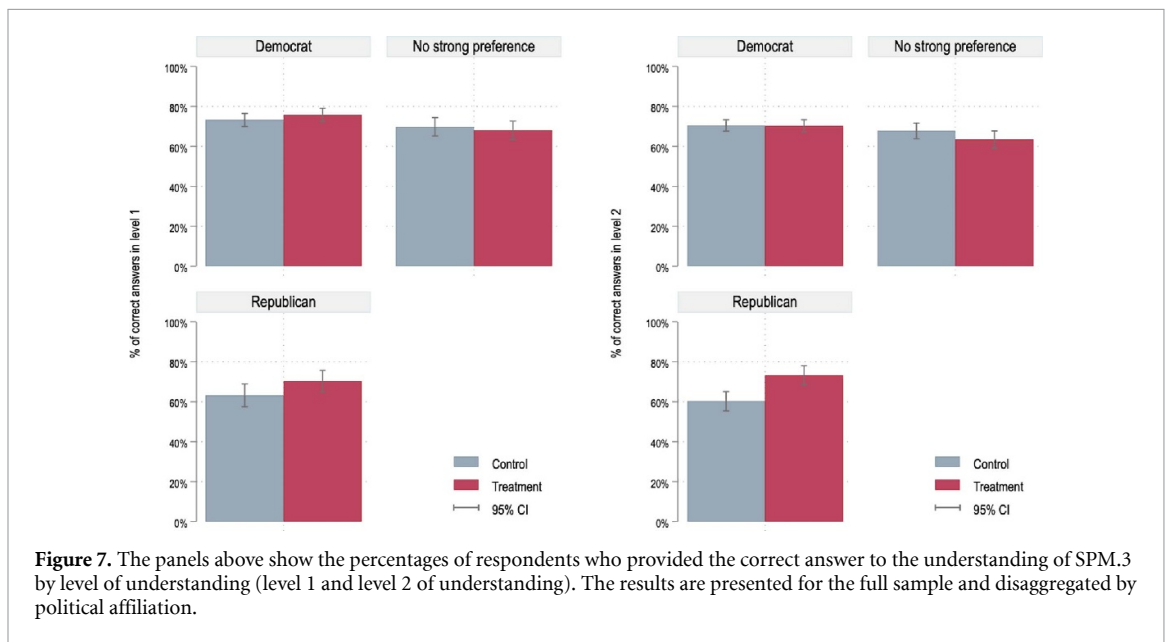 Democrat
No strong preference
100%
80%
60%
40%
20%
0%
% of correct answers in level 1
Republican
100%
80%
60%
40%
20%
0%
Control
Treatment
95% CI
Democrat
No strong preference
100%
80%
60%
40%
20%
0%
% of correct answers in level 2
Republican
100%
80%
60%
40%
20%
0%
Control
Treatment
95% CI
Figure 7. The panels above show the percentages of respondents who provided the correct answer to the understanding of SPM.3
by level of understanding (level 1 and level 2 of understanding). The results are presented for the full sample and disaggregated by
political affiliation.